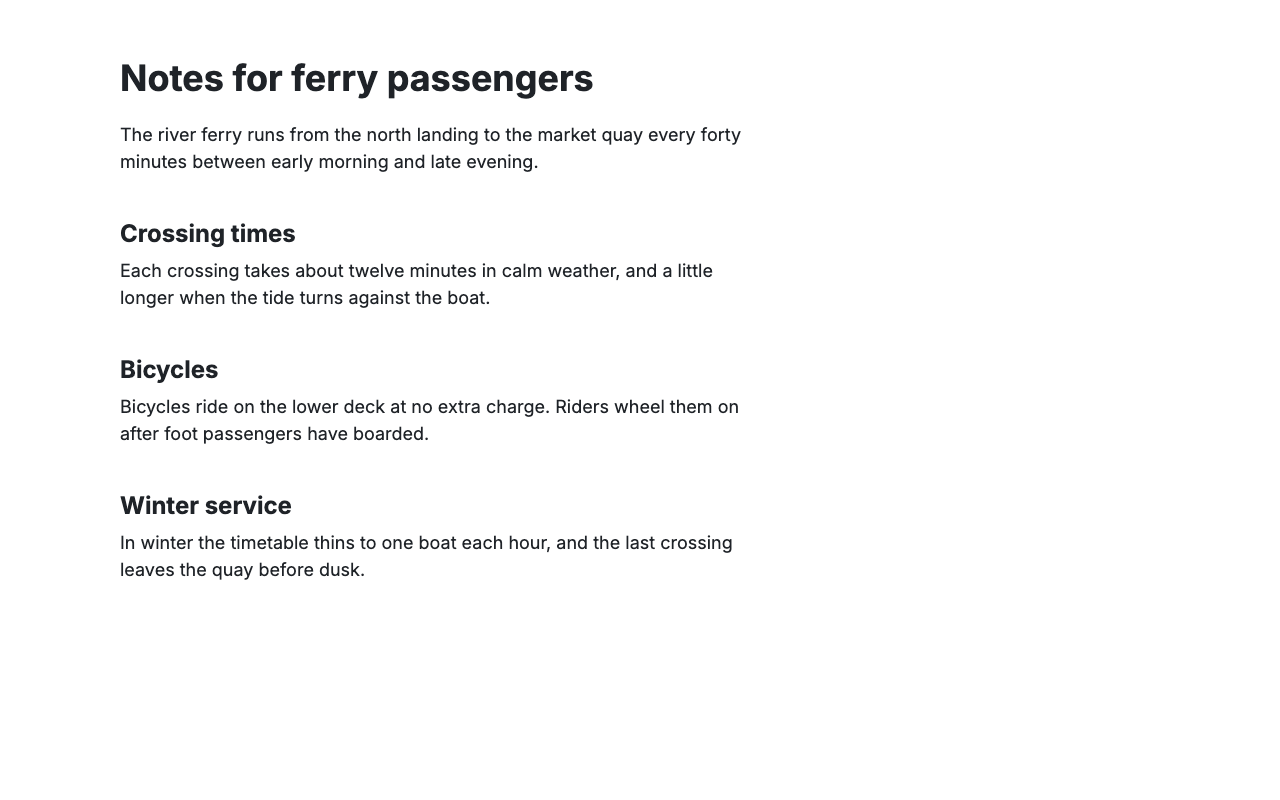 Notes for ferry passengers
The river ferry runs from the north landing to the market quay every forty
minutes between early morning and late evening.
Crossing times
Each crossing takes about twelve minutes in calm weather, and a little
longer when the tide turns against the boat.
Bicycles
Bicycles ride on the lower deck at no extra charge. Riders wheel them on
after foot passengers have boarded.
Winter service
In winter the timetable thins to one boat each hour, and the last crossing
leaves the quay before dusk.